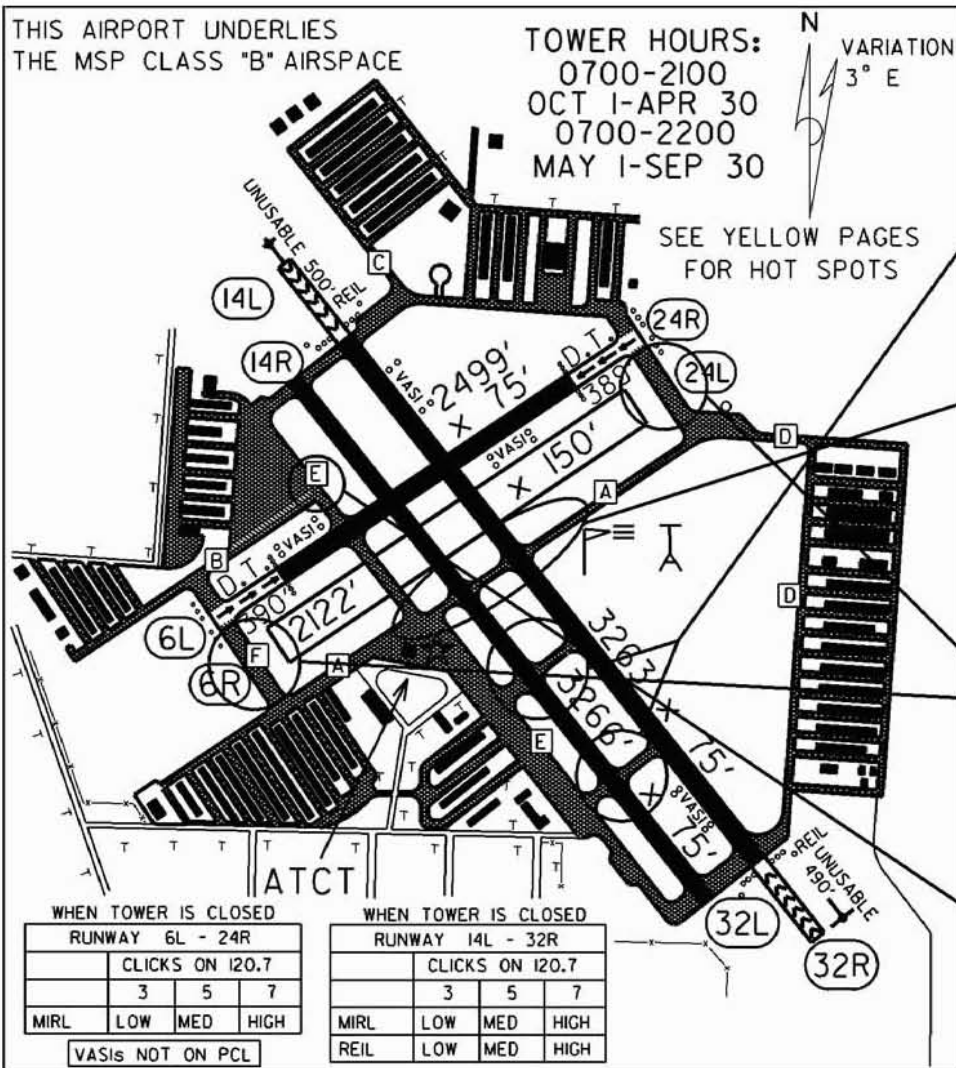 THIS AIRPORT UNDERLIES
THE MSP CLASS "B" AIRSPACE
TOWER HOURS:
0700-2100
OCT 1-APR 30
0700-2200
MAY 1-SEP 30
N
VARIATION
3° E
SEE YELLOW PAGES
FOR HOT SPOTS
UNUSABLE 500' REIL
C
14L
14R
24R
24L
D.T.
389'
VASI
2499'
X 75'
VASI
X 150'
D
A
E
VASI
B
D.T.
390'
2122'
6L
6R
F
A
D
3263 X 75'
3266' X 75'
E
VASI
REIL
UNUSABLE
490'
ATCT
32L
32R
WHEN TOWER IS CLOSED
RUNWAY 6L - 24R
CLICKS ON 120.7
3 5 7
MIRL LOW MED HIGH
VASIs NOT ON PCL
WHEN TOWER IS CLOSED
RUNWAY 14L - 32R
CLICKS ON 120.7
3 5 7
MIRL LOW MED HIGH
REIL LOW MED HIGH